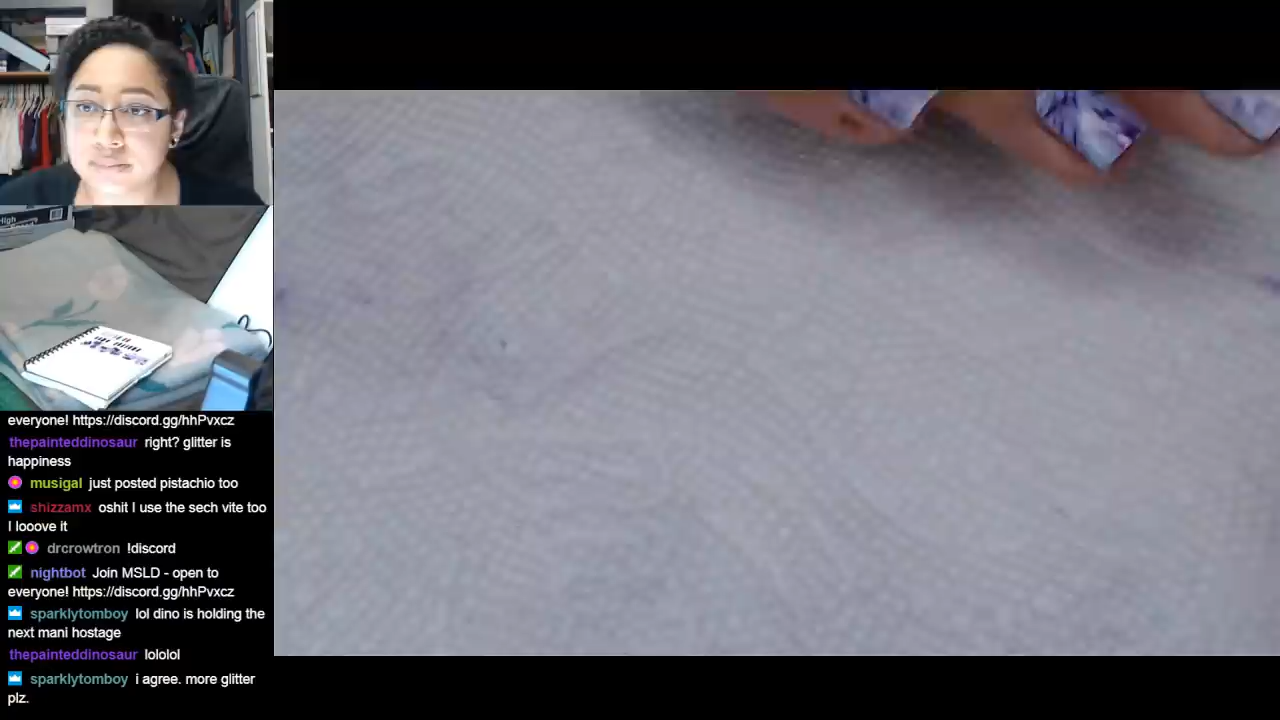 High
everyone! https://discord.gg/hhPvxcz
thepainteddinosaur right? glitter is
happiness
musigal just posted pistachio too
shizzamx oshit I use the sech vite too
I looove it
drcrowtron !discord
nightbot Join MSLD - open to
everyone! https://discord.gg/hhPvxcz
sparklytomboy lol dino is holding the
next mani hostage
thepainteddinosaur lololol
sparklytomboy i agree. more glitter
plz.